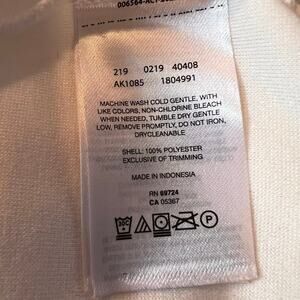 219 0219 40408
AK1085 1804991
MACHINE WASH COLD GENTLE, WITH
LIKE COLORS, NON-CHLORINE BLEACH
WHEN NEEDED, TUMBLE DRY GENTLE
LOW, REMOVE PROMPTLY, DO NOT IRON,
DRYCLEANABLE
SHELL: 100% POLYESTER
EXCLUSIVE OF TRIMMING
MADE IN INDONESIA
RN 69724
CA 05367
30C
P